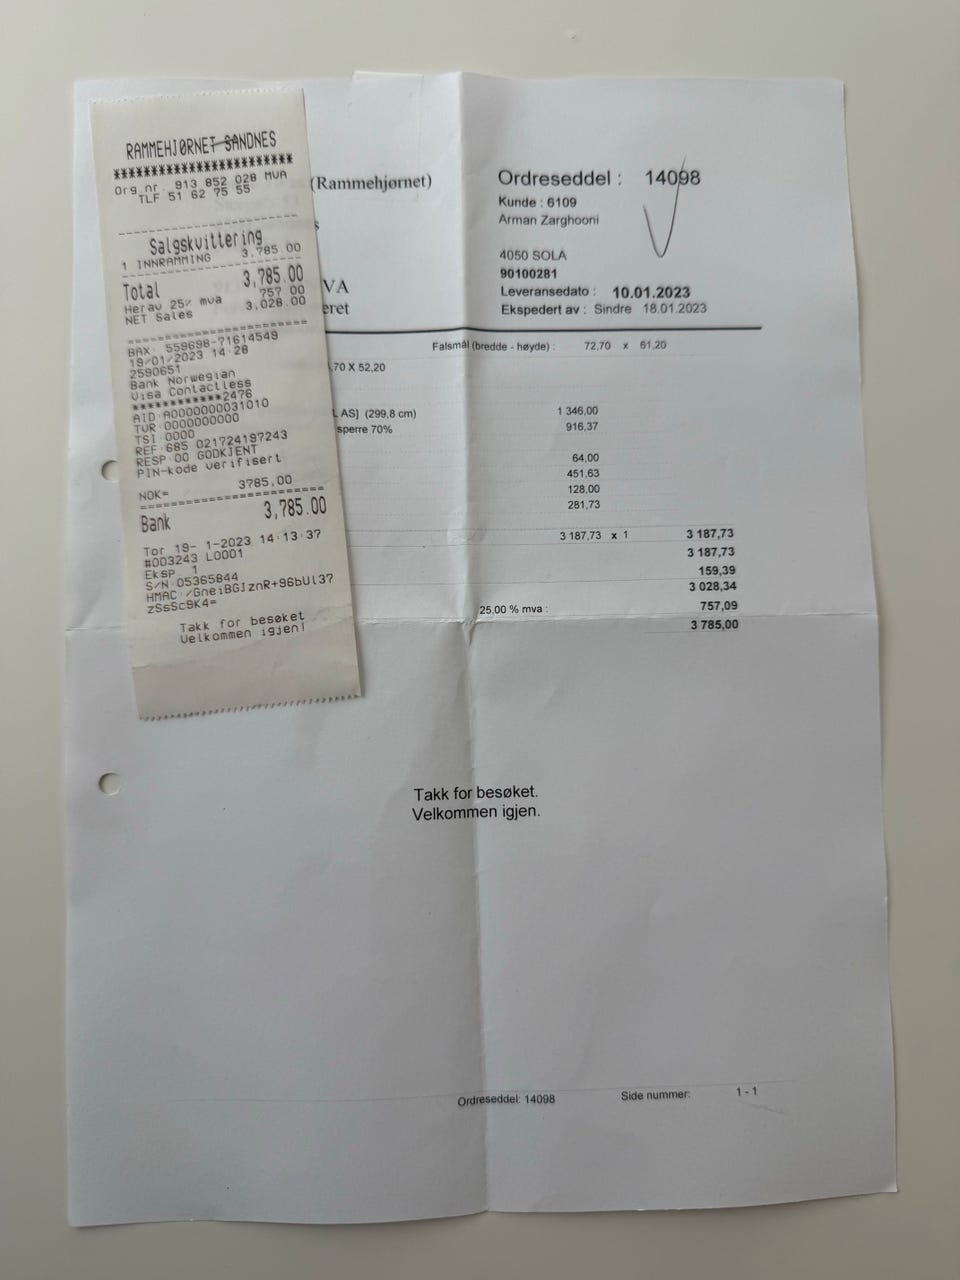 RAMMEHJØRNET SANDNES
*************************
Org.nr. 913 852 028 MVA
TLF 51 62 75 55
Salgskvittering
1 INNRAMMING 3,785.00
Total 3,785.00
Herav 25% mva 757.00
NET Sales 3,028.00
BAX: 559698-71614549
19/01/2023 14:28
2590651
Bank Norwegian
Visa Contactless
************2476
AID:A0000000031010
TVR:0000000000
TSI:0000
REF:685 021724197243
RESP:00 GODKJENT
PIN-kode verifisert
NOK= 3785,00
Bank 3,785.00
Tor 19- 1-2023 14:13:37
#003243 L0001
Eksp 1
S/N:05365844
HMAC:/GneiBGJznR+96bUl37
zSsSc9K4=
Takk for besøket
Velkommen igjen!
(Rammehjørnet)
s
VA
eret
Ordreseddel : 14098
Kunde : 6109
Arman Zarghooni
4050 SOLA
90100281
Leveransedato : 10.01.2023
Ekspedert av : Sindre 18.01.2023
Falsmål (bredde - høyde) : 72,70 x 61,20
,70 X 52,20
L AS] (299,8 cm) 1 346,00
sperre 70% 916,37
64,00
451,63
128,00
281,73
3 187,73 x 1 3 187,73
3 187,73
159,39
3 028,34
25,00 % mva : 757,09
3 785,00
Takk for besøket.
Velkommen igjen.
Ordreseddel: 14098 Side nummer: 1 - 1